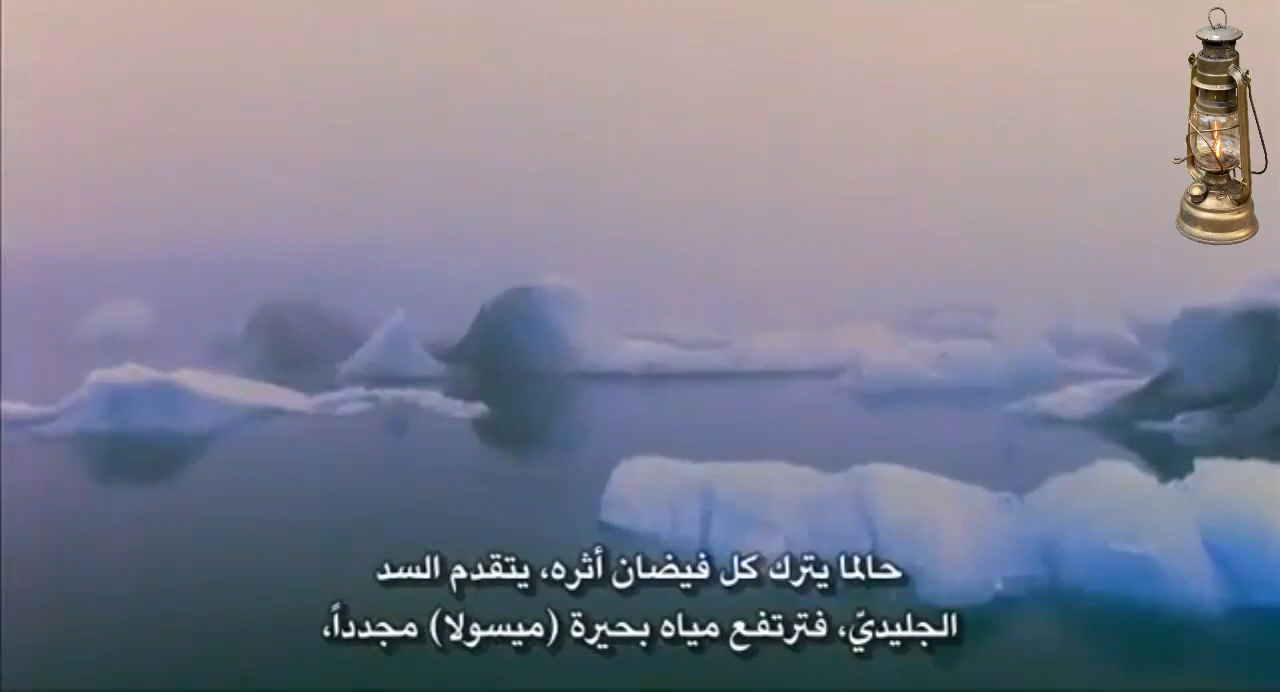 حالما يترك كل فيضان أثره، يتقدم السد
الجليديّ، فترتفع مياه بحيرة (ميسولا) مجدداً،